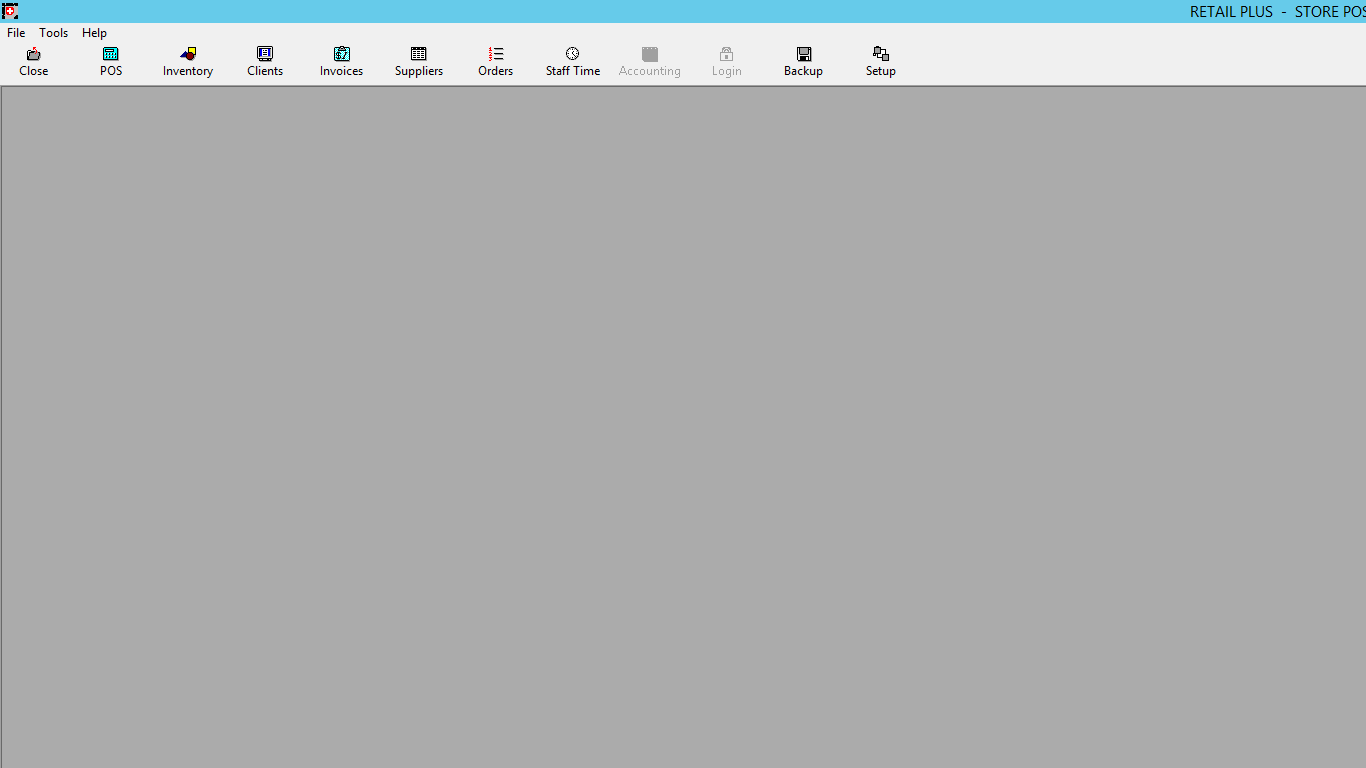 RETAIL PLUS - STORE POS
File Tools Help
Close POS Inventory Clients Invoices Suppliers Orders Staff Time Accounting Login Backup Setup